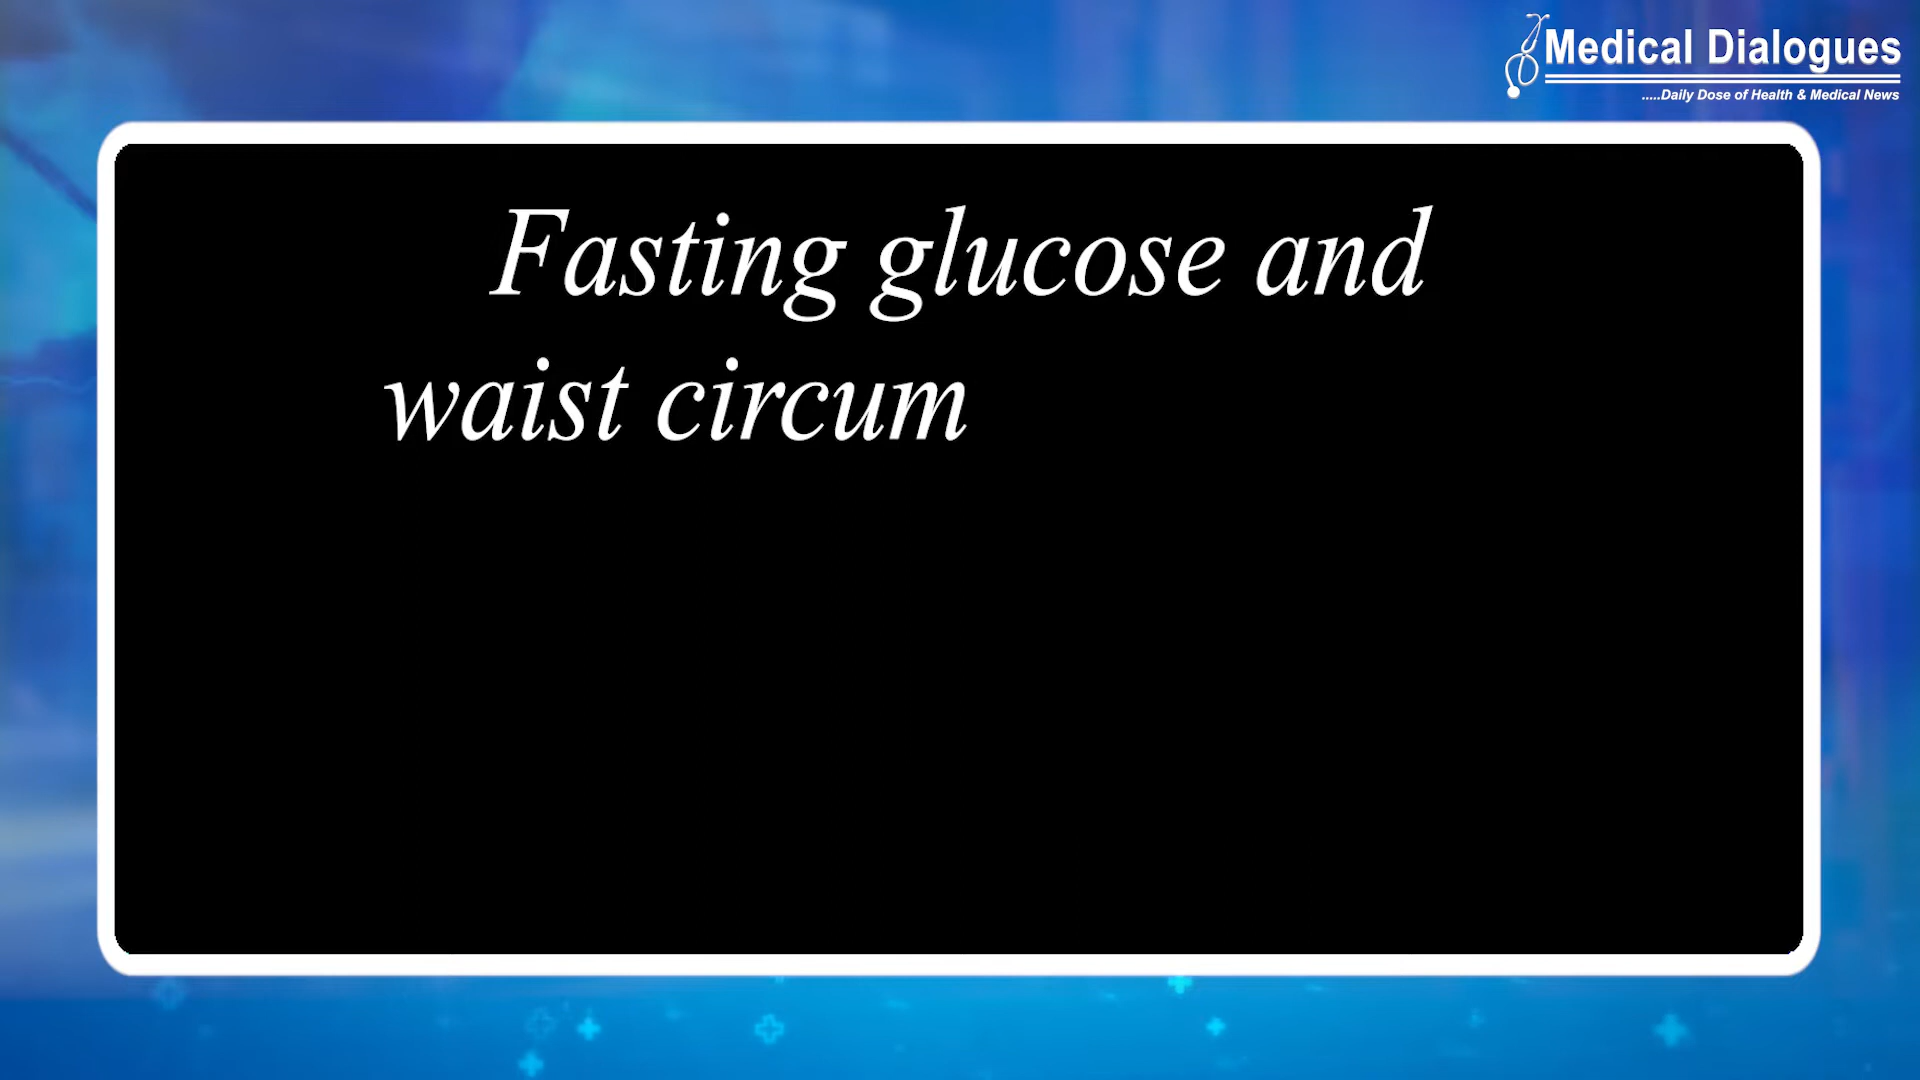 Medical Dialogues
.....Daily Dose of Health & Medical News
Fasting glucose and
waist circum